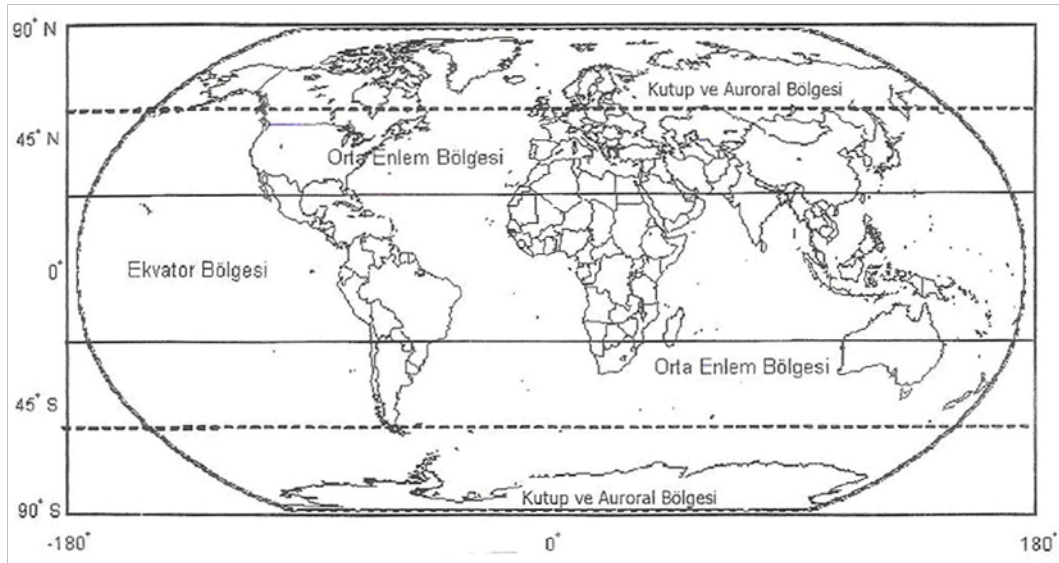 90° N
Kutup ve Auroral Bölgesi
45° N
Orta Enlem Bölgesi
Ekvator Bölgesi
0°
Orta Enlem Bölgesi
45° S
Kutup ve Auroral Bölgesi
90° S
-180° 0° 180°